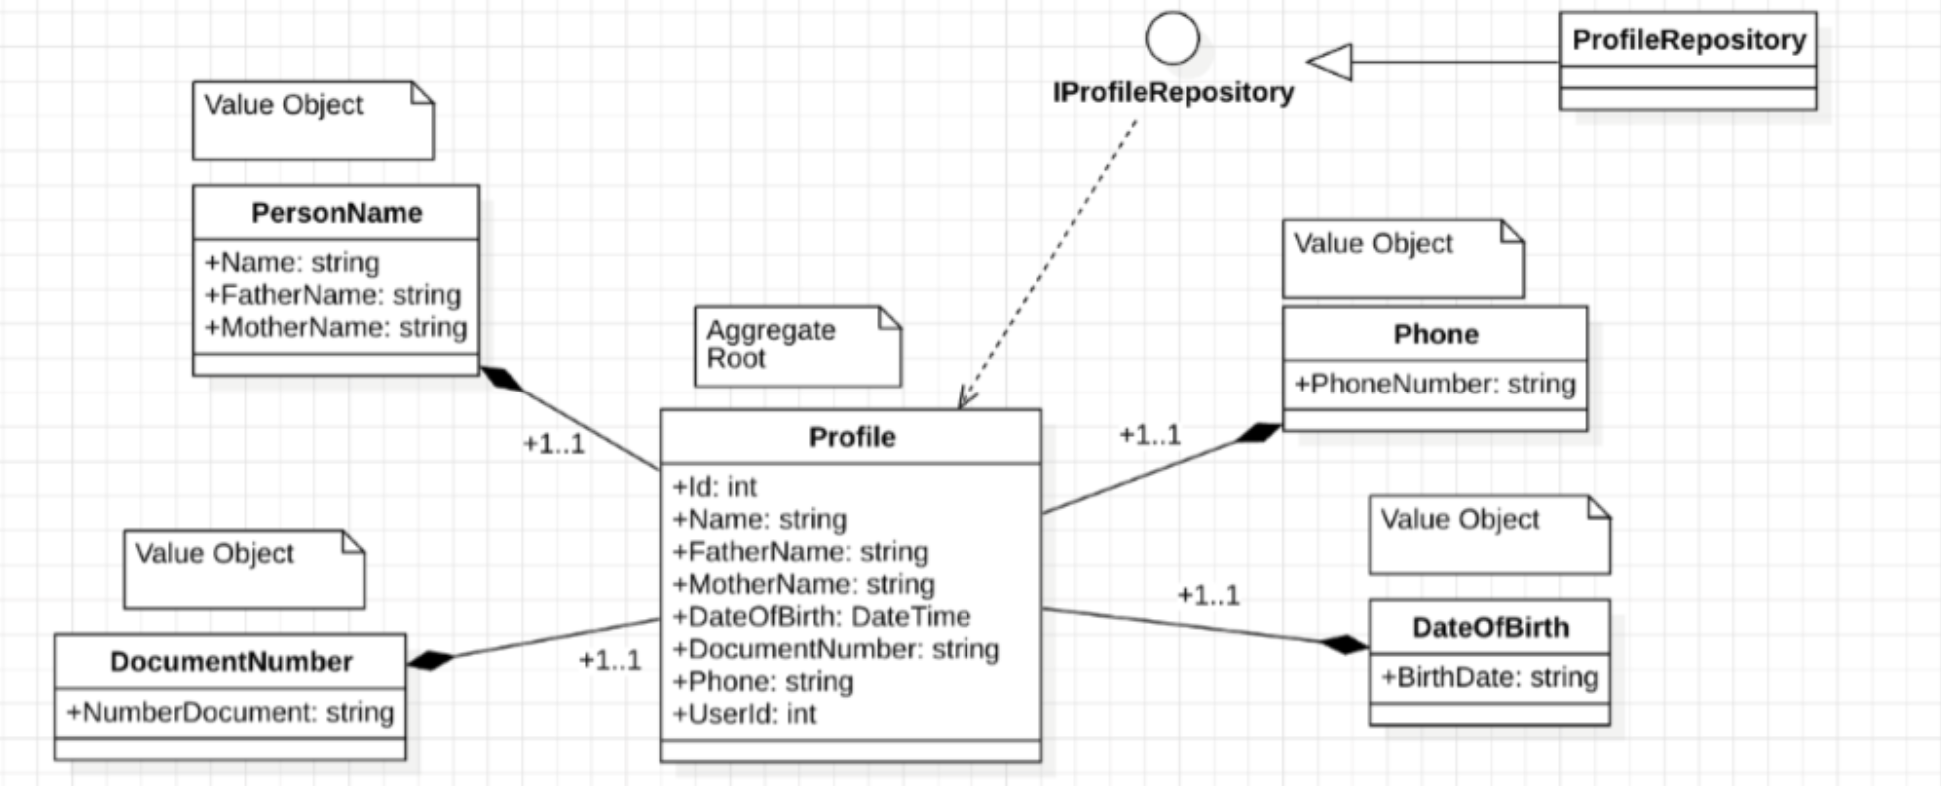 IProfileRepository
ProfileRepository
Value Object
PersonName
+Name: string
+FatherName: string
+MotherName: string
+1..1
Value Object
DocumentNumber
+NumberDocument: string
+1..1
Aggregate
Root
Profile
+Id: int
+Name: string
+FatherName: string
+MotherName: string
+DateOfBirth: DateTime
+DocumentNumber: string
+Phone: string
+UserId: int
Value Object
Phone
+PhoneNumber: string
+1..1
Value Object
DateOfBirth
+BirthDate: string
+1..1